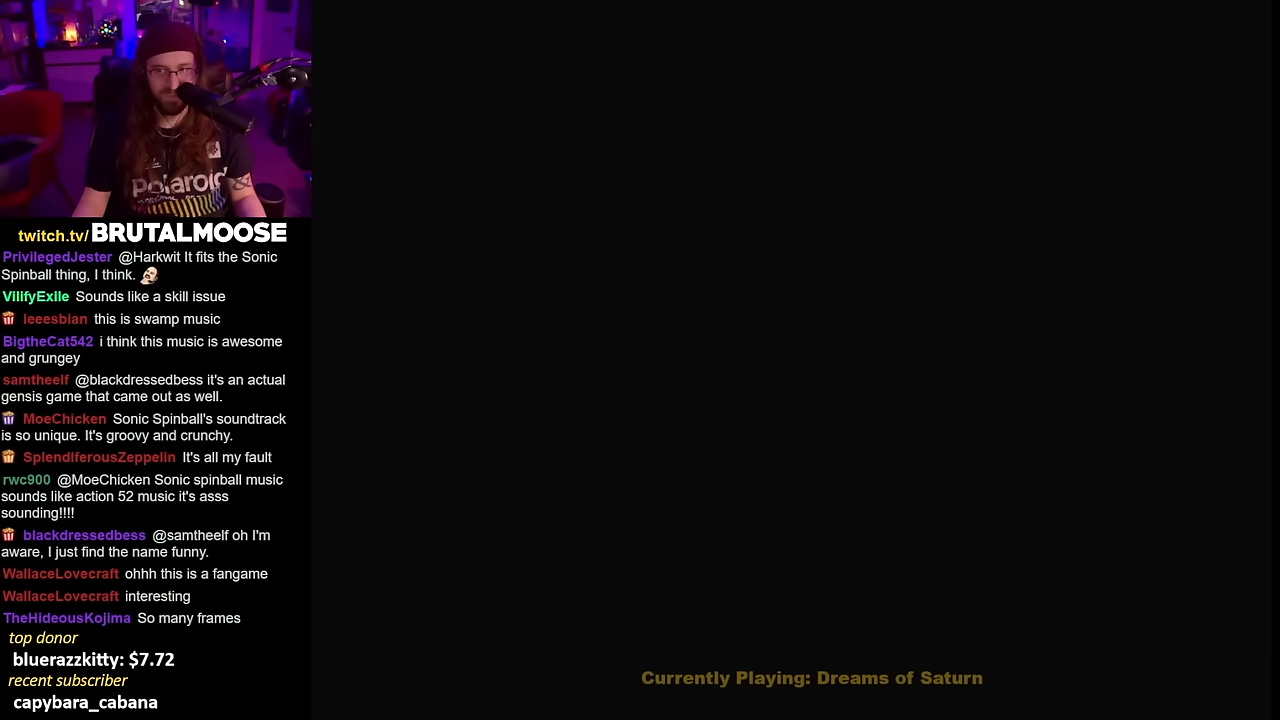 Polaroid
twitch.tv/BRUTALMOOSE
PrivilegedJester @Harkwit It fits the Sonic
Spinball thing, I think.
VilifyExile Sounds like a skill issue
leeesbian this is swamp music
BigtheCat542 i think this music is awesome
and grungey
samtheelf @blackdressedbess it's an actual
gensis game that came out as well.
MoeChicken Sonic Spinball's soundtrack
is so unique. It's groovy and crunchy.
SplendiferousZeppelin It's all my fault
rwc900 @MoeChicken Sonic spinball music
sounds like action 52 music it's asss
sounding!!!!
blackdressedbess @samtheelf oh I'm
aware, I just find the name funny.
WallaceLovecraft ohhh this is a fangame
WallaceLovecraft interesting
TheHideousKojima So many frames
top donor
bluerazzkitty: $7.72
recent subscriber
capybara_cabana
Currently Playing: Dreams of Saturn